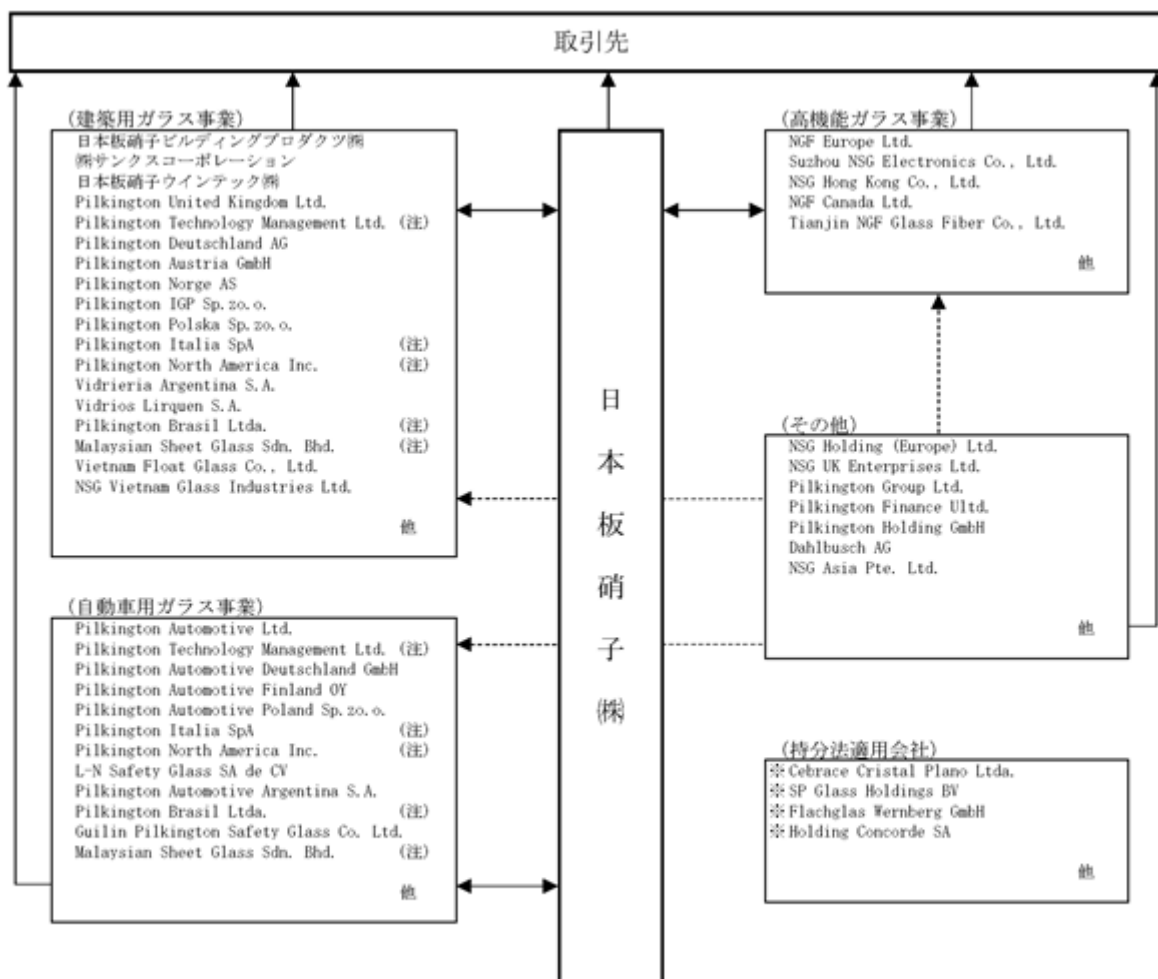 取引先
(建築用ガラス事業)
日本板硝子ビルディングプロダクツ㈱
㈱サンクスコーポレーション
日本板硝子ウインテック㈱
Pilkington United Kingdom Ltd.
Pilkington Technology Management Ltd. (注)
Pilkington Deutschland AG
Pilkington Austria GmbH
Pilkington Norge AS
Pilkington IGP Sp.zo.o.
Pilkington Polska Sp.zo.o.
Pilkington Italia SpA (注)
Pilkington North America Inc. (注)
Vidrieria Argentina S.A.
Vidrios Lirquen S.A.
Pilkington Brasil Ltda. (注)
Malaysian Sheet Glass Sdn. Bhd. (注)
Vietnam Float Glass Co., Ltd.
NSG Vietnam Glass Industries Ltd.
他
(自動車用ガラス事業)
Pilkington Automotive Ltd.
Pilkington Technology Management Ltd. (注)
Pilkington Automotive Deutschland GmbH
Pilkington Automotive Finland OY
Pilkington Automotive Poland Sp.zo.o.
Pilkington Italia SpA (注)
Pilkington North America Inc. (注)
L-N Safety Glass SA de CV
Pilkington Automotive Argentina S.A.
Pilkington Brasil Ltda. (注)
Guilin Pilkington Safety Glass Co. Ltd.
Malaysian Sheet Glass Sdn. Bhd. (注)
他
日本板硝子㈱
(高機能ガラス事業)
NGF Europe Ltd.
Suzhou NSG Electronics Co., Ltd.
NSG Hong Kong Co., Ltd.
NGF Canada Ltd.
Tianjin NGF Glass Fiber Co., Ltd.
他
(その他)
NSG Holding (Europe) Ltd.
NSG UK Enterprises Ltd.
Pilkington Group Ltd.
Pilkington Finance Ultd.
Pilkington Holding GmbH
Dahlbusch AG
NSG Asia Pte. Ltd.
他
(持分法適用会社)
※Cebrace Cristal Plano Ltda.
※SP Glass Holdings BV
※Flachglas Wernberg GmbH
※Holding Concorde SA
他